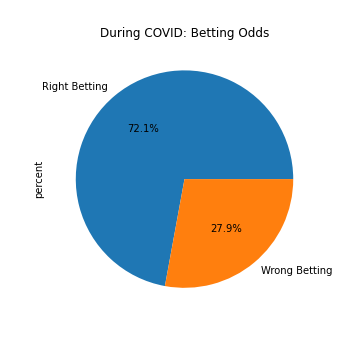 During COVID: Betting Odds
Right Betting
72.1%
percent
27.9%
Wrong Betting